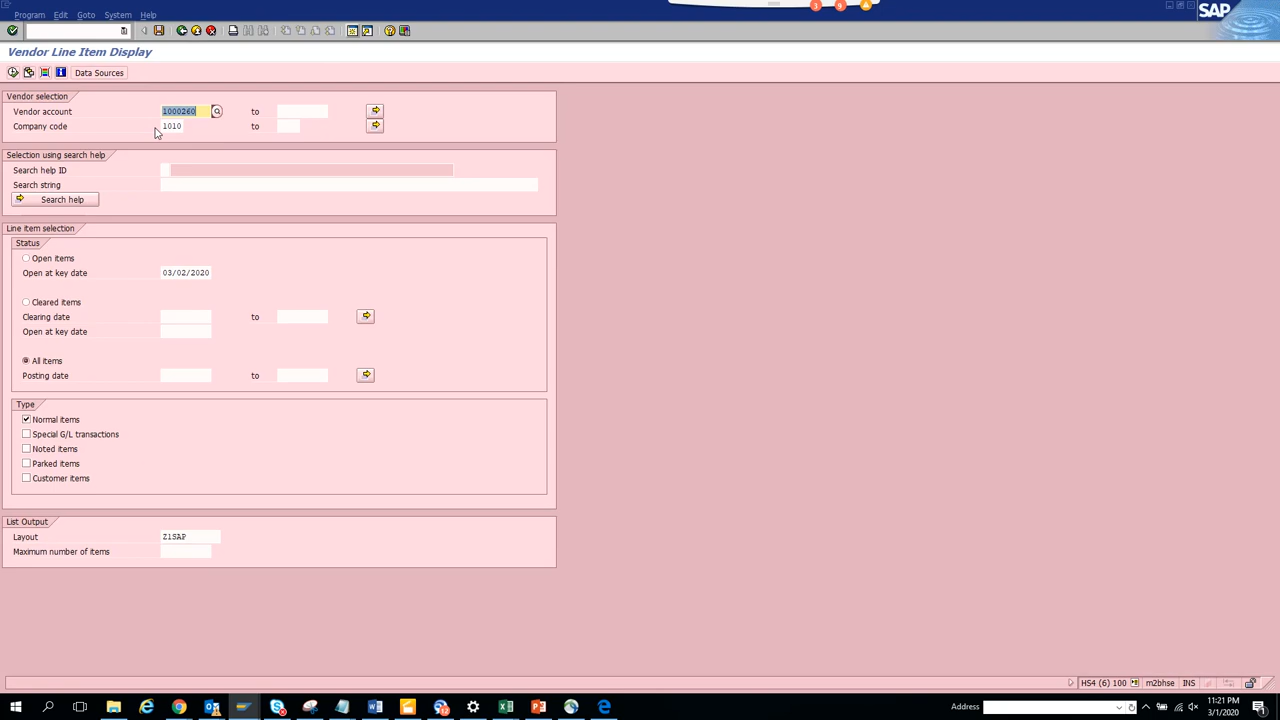 Program Edit Goto System Help
3 9
SAP
Vendor Line Item Display
Data Sources
Vendor selection
Vendor account 1000260 to
Company code 1010 to
Selection using search help
Search help ID
Search string
Search help
Line item selection
Status
Open items
Open at key date 03/02/2020
Cleared items
Clearing date to
Open at key date
All items
Posting date to
Type
Normal items
Special G/L transactions
Noted items
Parked items
Customer items
List Output
Layout Z1SAP
Maximum number of items
HS4 (6) 100 m2bhse INS
Address
11:21 PM
3/1/2020